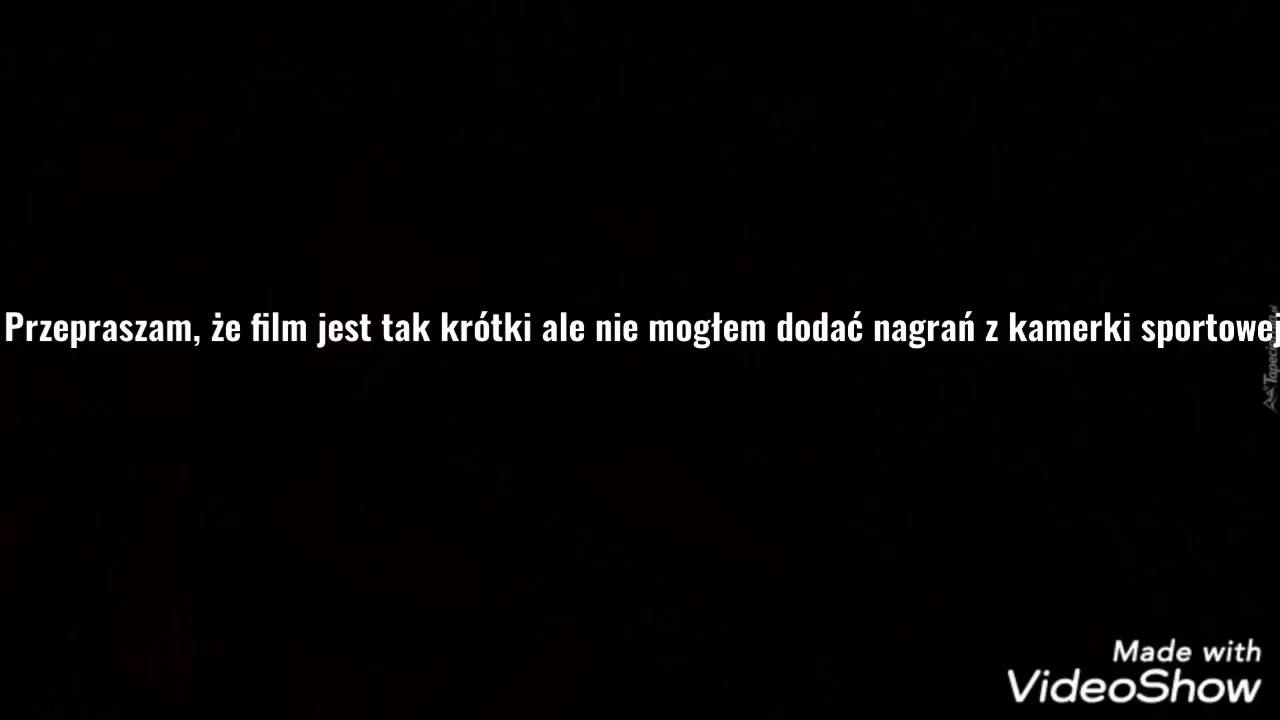 Przepraszam, że film jest tak krótki ale nie mogłem dodać nagrań z kamerki sportowej
Made with
VideoShow